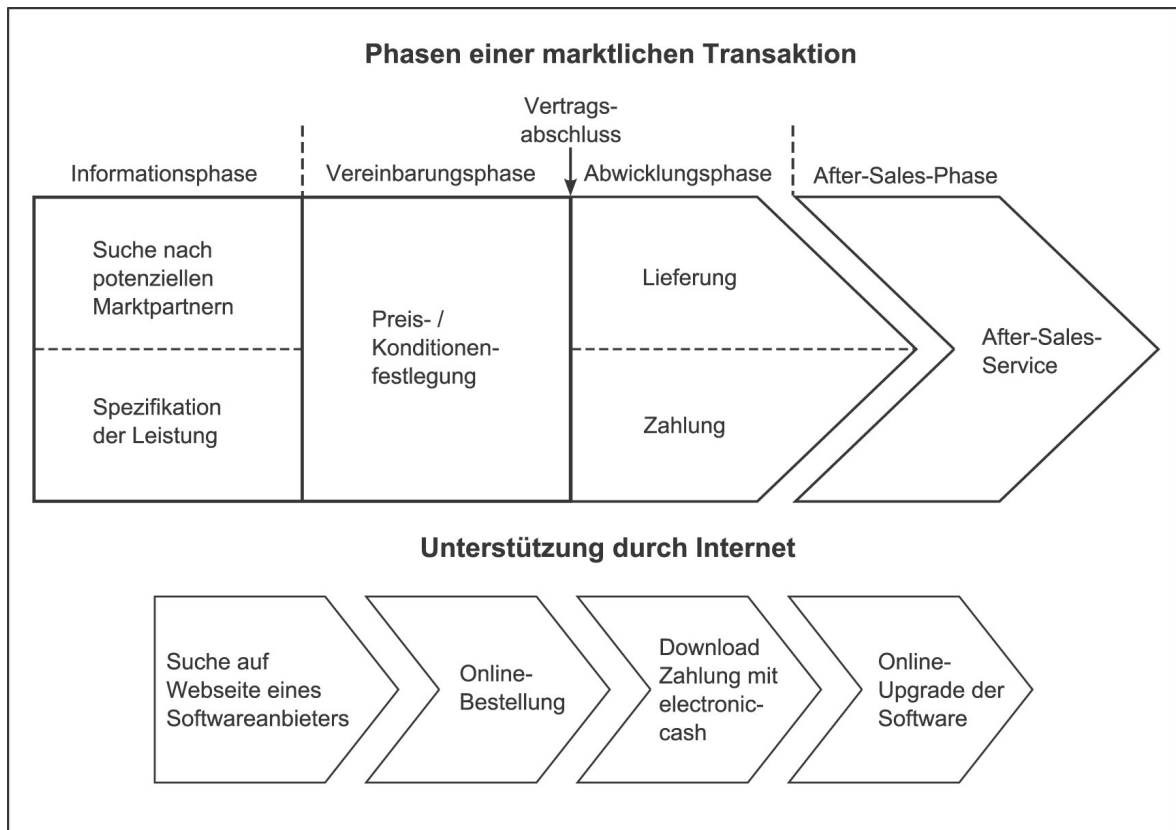 Phasen einer marktlichen Transaktion
Vertrags-
abschluss
Informationsphase
Vereinbarungsphase
Abwicklungsphase
After-Sales-Phase
Suche nach
potenziellen
Marktpartnern
Spezifikation
der Leistung
Preis- /
Konditionen-
festlegung
Lieferung
Zahlung
After-Sales-
Service
Unterstützung durch Internet
Suche auf
Webseite eines
Softwareanbieters
Online-
Bestellung
Download
Zahlung mit
electronic-
cash
Online-
Upgrade der
Software